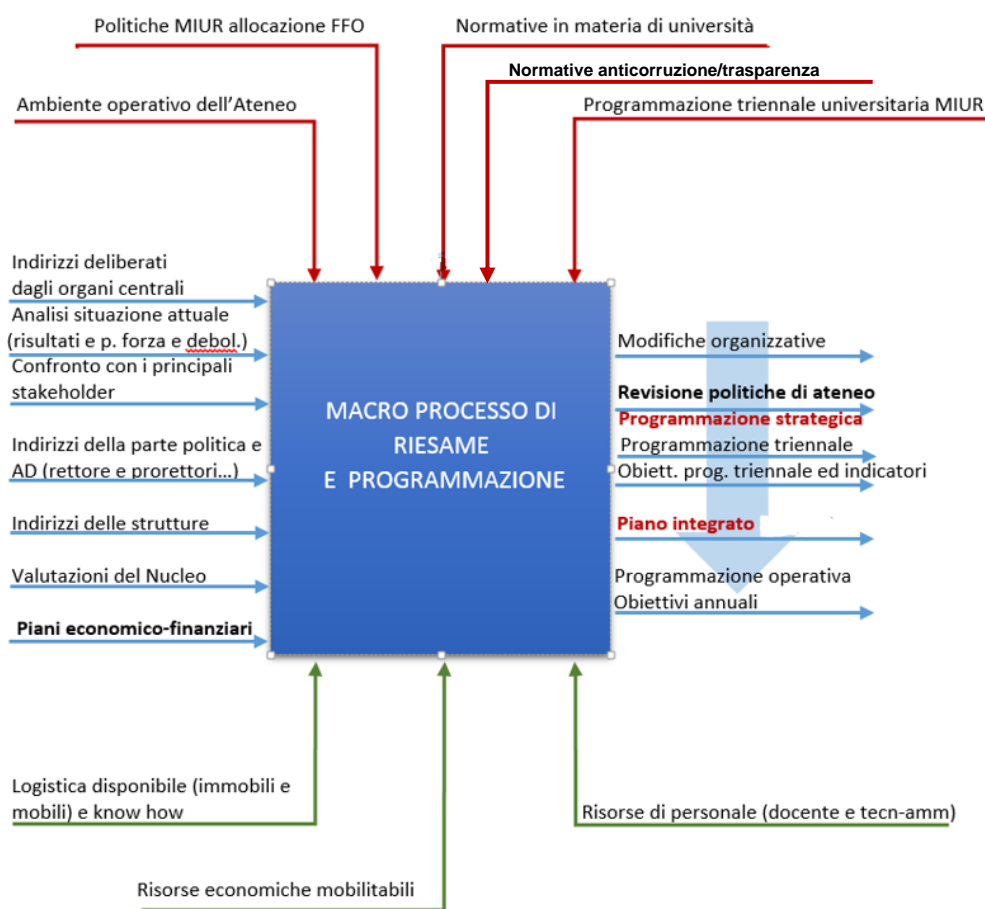 Politiche MIUR allocazione FFO
Normative in materia di università
Normative anticorruzione/trasparenza
Ambiente operativo dell'Ateneo
Programmazione triennale universitaria MIUR
Indirizzi deliberati
dagli organi centrali
Analisi situazione attuale
(risultati e p. forza e debol.)
Confronto con i principali
stakeholder
Indirizzi della parte politica e
AD (rettore e prorettori...)
Indirizzi delle strutture
Valutazioni del Nucleo
Piani economico-finanziari
MACRO PROCESSO DI
RIESAME
E PROGRAMMAZIONE
Modifiche organizzative
Revisione politiche di ateneo
Programmazione strategica
Programmazione triennale
Obiett. prog. triennale ed indicatori
Piano integrato
Programmazione operativa
Obiettivi annuali
Logistica disponibile (immobili e
mobili) e know how
Risorse di personale (docente e tecn-amm)
Risorse economiche mobilitabili